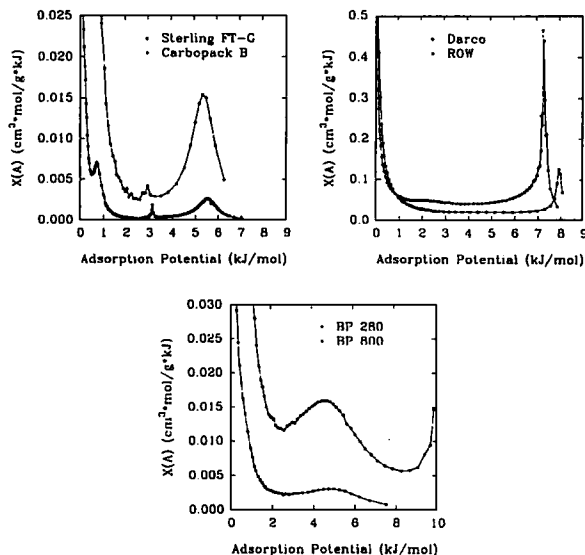 0.025
0.020
0.015
0.010
0.005
0.000
X(A) (cm³*mol/g*kJ)
Sterling FT-G
Carbopack B
0 1 2 3 4 5 6 7 8 9
Adsorption Potential (kJ/mol)
0.5
0.4
0.3
0.2
0.1
0.0
X(A) (cm³*mol/g*kJ)
Darco
ROW
0 1 2 3 4 5 6 7 8 9
Adsorption Potential (kJ/mol)
0.030
0.025
0.020
0.015
0.010
0.005
0.000
X(A) (cm³*mol/g*kJ)
BP 280
BP 800
0 2 4 6 8 10
Adsorption Potential (kJ/mol)